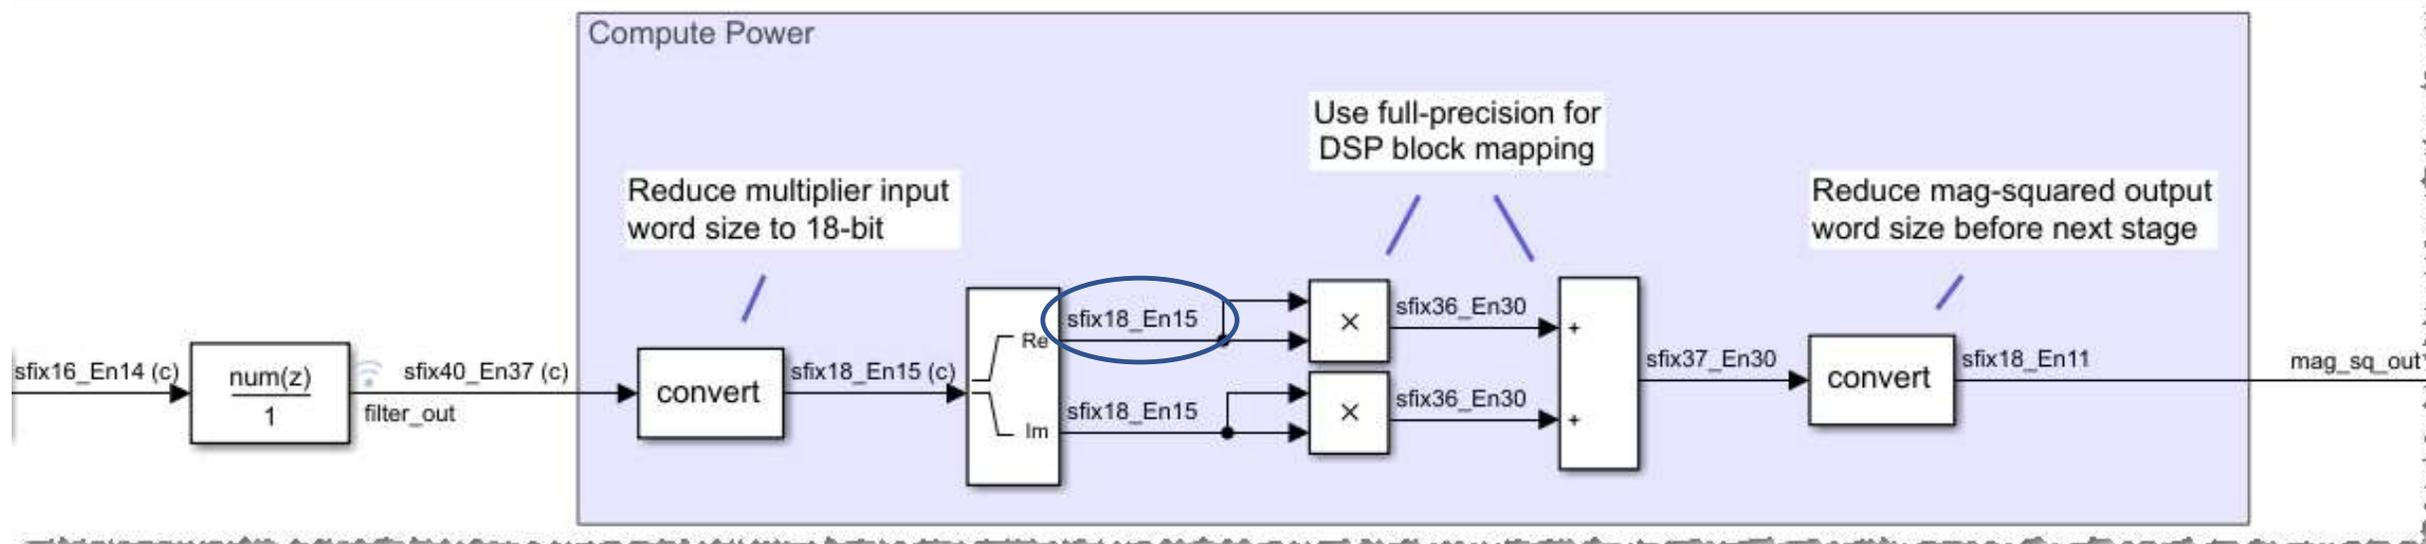 Compute Power
Use full-precision for
DSP block mapping
Reduce multiplier input
word size to 18-bit
Reduce mag-squared output
word size before next stage
sfix16_En14 (c)
num(z)
1
sfix40_En37 (c)
filter_out
convert
sfix18_En15 (c)
Re
Im
sfix18_En15
sfix18_En15
×
×
sfix36_En30
sfix36_En30
+
+
sfix37_En30
convert
sfix18_En11
mag_sq_out